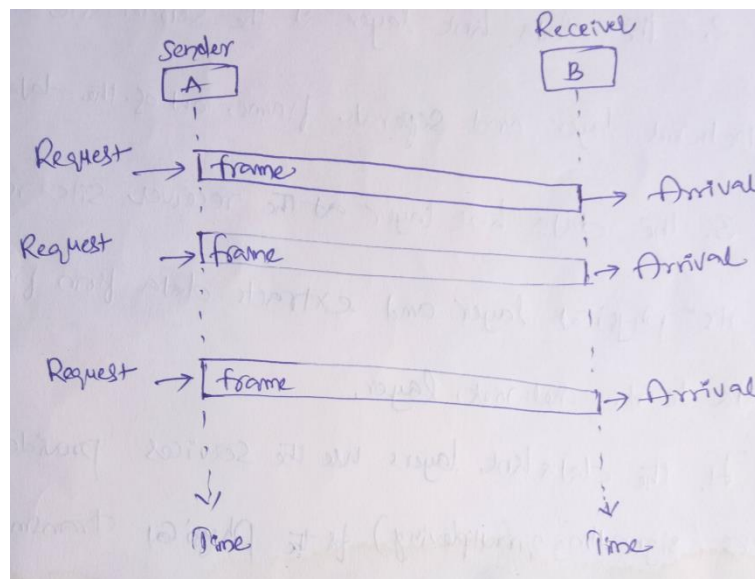 Sender
Receiver
A
B
Request
frame
Arrival
Request
frame
Arrival
Request
frame
Arrival
Time
Time